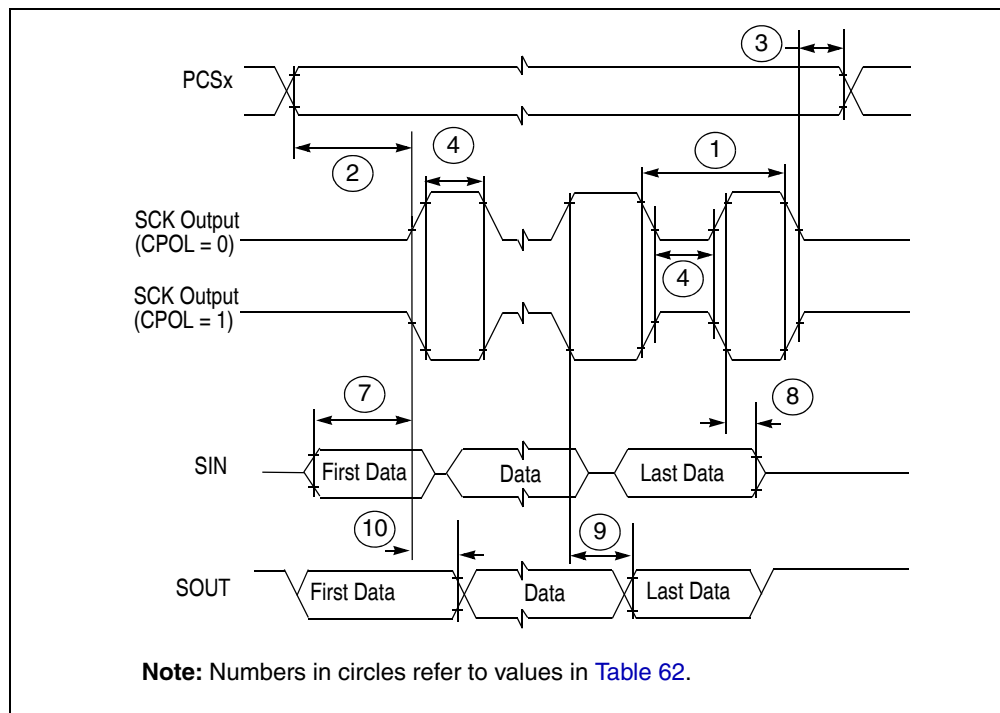 3
PCSx
2
4
1
SCK Output
(CPOL = 0)
4
SCK Output
(CPOL = 1)
7
8
SIN
First Data
Data
Last Data
10
9
SOUT
First Data
Data
Last Data
Note: Numbers in circles refer to values in Table 62.